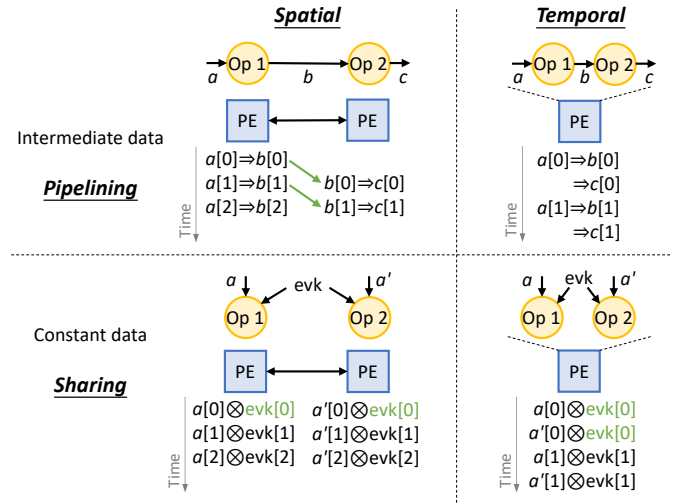 Spatial
Temporal
Op 1
Op 2
a
b
c
PE
PE
Intermediate data
Pipelining
Time
a[0]⇒b[0]
a[1]⇒b[1]
b[0]⇒c[0]
a[2]⇒b[2]
b[1]⇒c[1]
Op 1
Op 2
a
b
c
PE
Time
a[0]⇒b[0]
⇒c[0]
a[1]⇒b[1]
⇒c[1]
Constant data
Sharing
a
evk
a'
Op 1
Op 2
PE
PE
Time
a[0]⊗evk[0]
a'[0]⊗evk[0]
a[1]⊗evk[1]
a'[1]⊗evk[1]
a[2]⊗evk[2]
a'[2]⊗evk[2]
a
evk
a'
Op 1
Op 2
PE
Time
a[0]⊗evk[0]
a'[0]⊗evk[0]
a[1]⊗evk[1]
a'[1]⊗evk[1]